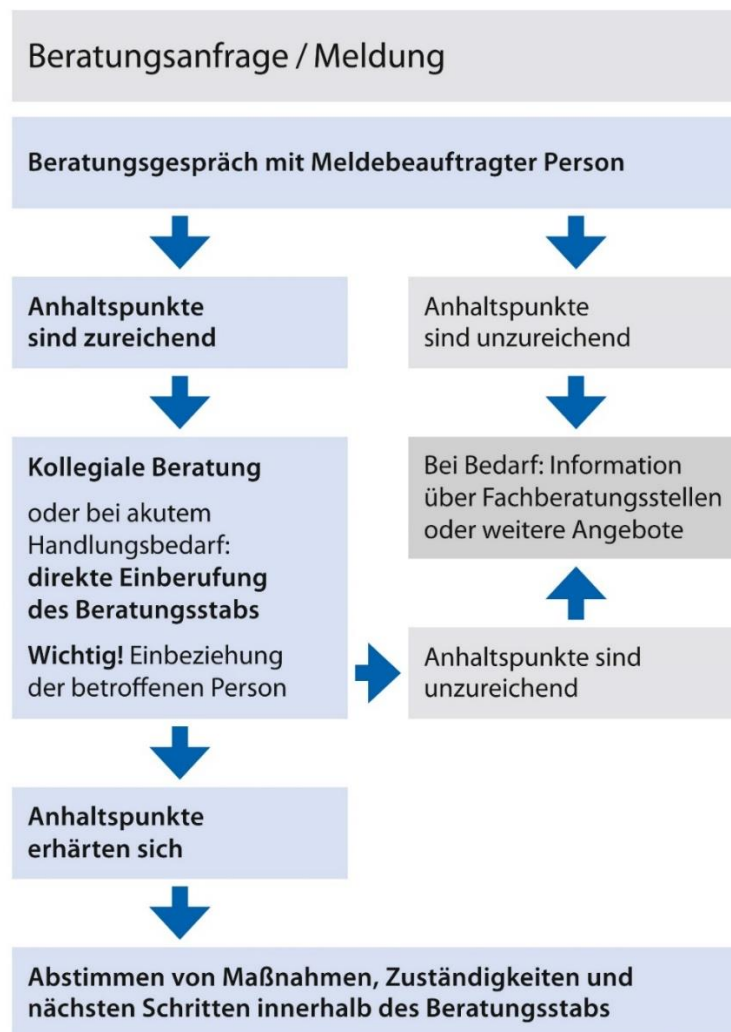 Beratungsanfrage / Meldung
Beratungsgespräch mit Meldebeauftragter Person
Anhaltspunkte
sind zureichend
Anhaltspunkte
sind unzureichend
Kollegiale Beratung
oder bei akutem
Handlungsbedarf:
direkte Einberufung
des Beratungsstabs
Wichtig! Einbeziehung
der betroffenen Person
Bei Bedarf: Information
über Fachberatungsstellen
oder weitere Angebote
Anhaltspunkte sind
unzureichend
Anhaltspunkte
erhärten sich
Abstimmen von Maßnahmen, Zuständigkeiten und
nächsten Schritten innerhalb des Beratungsstabs